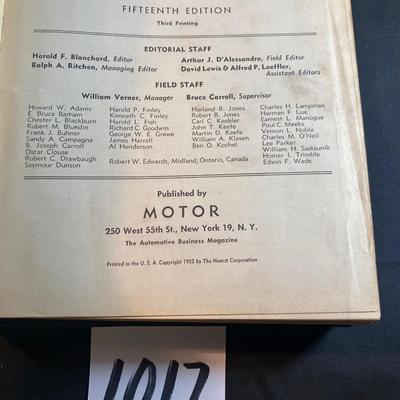 FIFTEENTH EDITION
Third Printing
EDITORIAL STAFF
Harold F. Blanchard, Editor
Ralph A. Ritchen, Managing Editor
Arthur J. D'Alessandro, Field Editor
David Lewis & Alfred P. Loeffler,
Assistant Editors
FIELD STAFF
William Verner, Manager
Bruce Carroll, Supervisor
Howard W. Adams
E. Bruce Barham
Chester L. Blackburn
Robert M. Blundin
Frank J. Buhner
Sandy A. Campagna
B. Joseph Carroll
Oscar Clouse
Robert C. Drawbaugh
Seymour Dunson
Harold P. Finley
Kenneth C. Finley
Harold L. Fish
Richard C. Goodwin
George W. E. Grewe
James Harrell
Al Henderson
Robert W. Edwards, Midland, Ontario, Canada
Harland B. Jones
Robert B. Jones
Carl C. Keebler
John T. Keefe
Martin D. Keefe
William A. Klasen
Ben O. Kochel
Charles H. Lampman
Herman F. Lux
Earnest L. Manogue
Paul C. Meeks
Vernon L. Noble
Charles M. O'Neil
Lee Parker
William H. Sastaunik
Homer I. Trimble
Edwin F. Wade
Published by
MOTOR
250 West 55th St., New York 19, N. Y.
The Automotive Business Magazine
Printed in the U. S. A. Copyright 1952 by The Hearst Corporation
1017